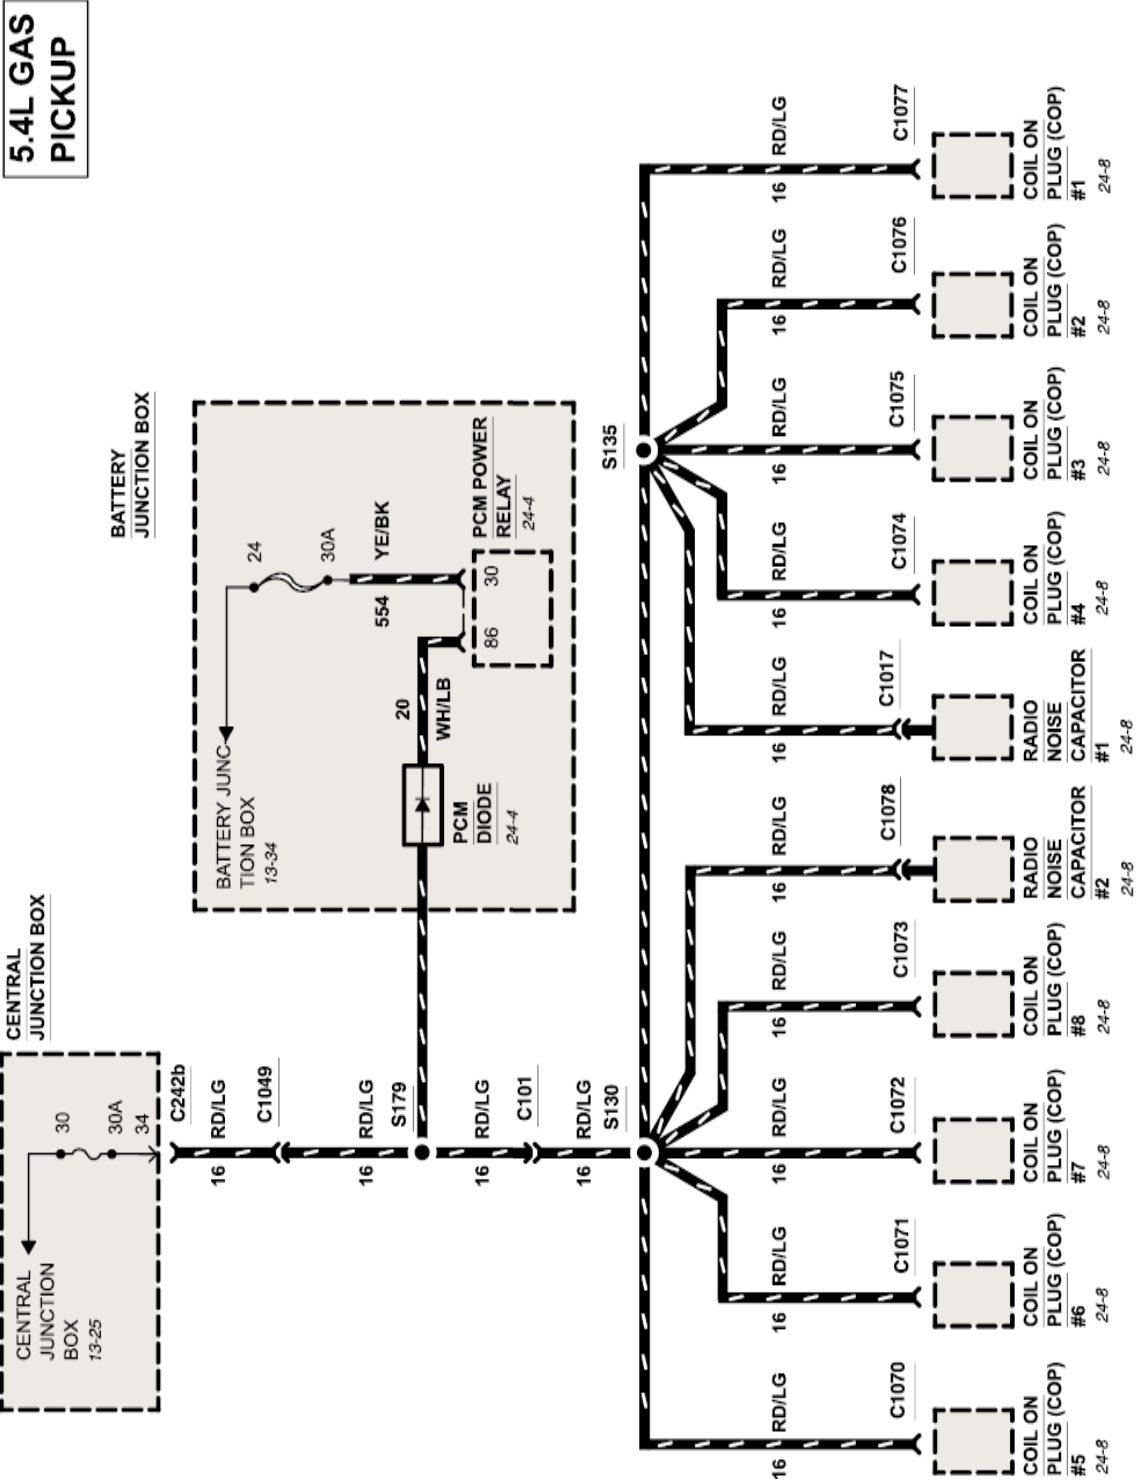 5.4L GAS
PICKUP
CENTRAL
JUNCTION BOX
CENTRAL
JUNCTION
BOX
13-25
30
30A
34
C242b
16
RD/LG
C1049
16
RD/LG
S179
16
RD/LG
C101
16
RD/LG
S130
BATTERY
JUNCTION BOX
BATTERY JUNC-
TION BOX
13-34
24
30A
554
YE/BK
PCM POWER
RELAY
24-4
86
30
20
WH/LB
PCM
DIODE
24-4
S135
16
RD/LG
C1070
COIL ON
PLUG (COP)
#5
24-8
16
RD/LG
C1071
COIL ON
PLUG (COP)
#6
24-8
16
RD/LG
C1072
COIL ON
PLUG (COP)
#7
24-8
16
RD/LG
C1073
COIL ON
PLUG (COP)
#8
24-8
16
RD/LG
C1078
RADIO
NOISE
CAPACITOR
#2
24-8
16
RD/LG
C1017
RADIO
NOISE
CAPACITOR
#1
24-8
16
RD/LG
C1074
COIL ON
PLUG (COP)
#4
24-8
16
RD/LG
C1075
COIL ON
PLUG (COP)
#3
24-8
16
RD/LG
C1076
COIL ON
PLUG (COP)
#2
24-8
16
RD/LG
C1077
COIL ON
PLUG (COP)
#1
24-8